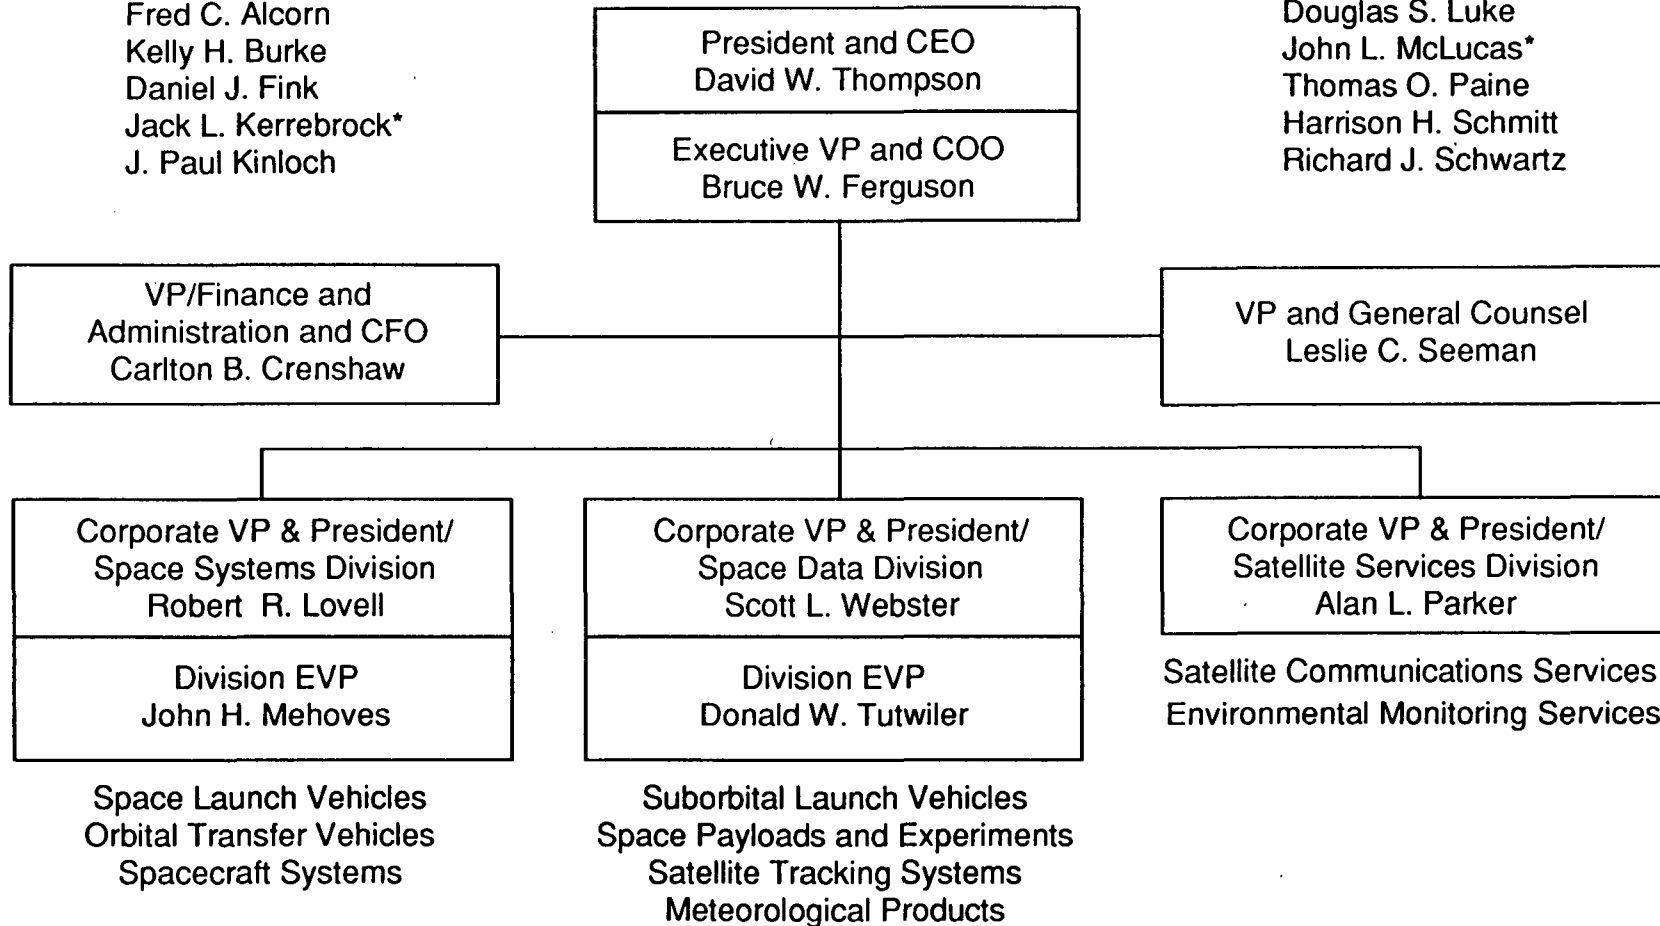 Fred C. Alcorn
Kelly H. Burke
Daniel J. Fink
Jack L. Kerrebrock*
J. Paul Kinloch
President and CEO
David W. Thompson
Executive VP and COO
Bruce W. Ferguson
Douglas S. Luke
John L. McLucas*
Thomas O. Paine
Harrison H. Schmitt
Richard J. Schwartz
VP/Finance and
Administration and CFO
Carlton B. Crenshaw
VP and General Counsel
Leslie C. Seeman
Corporate VP & President/
Space Systems Division
Robert R. Lovell
Division EVP
John H. Mehoves
Space Launch Vehicles
Orbital Transfer Vehicles
Spacecraft Systems
Corporate VP & President/
Space Data Division
Scott L. Webster
Division EVP
Donald W. Tutwiler
Suborbital Launch Vehicles
Space Payloads and Experiments
Satellite Tracking Systems
Meteorological Products
Corporate VP & President/
Satellite Services Division
Alan L. Parker
Satellite Communications Services
Environmental Monitoring Services